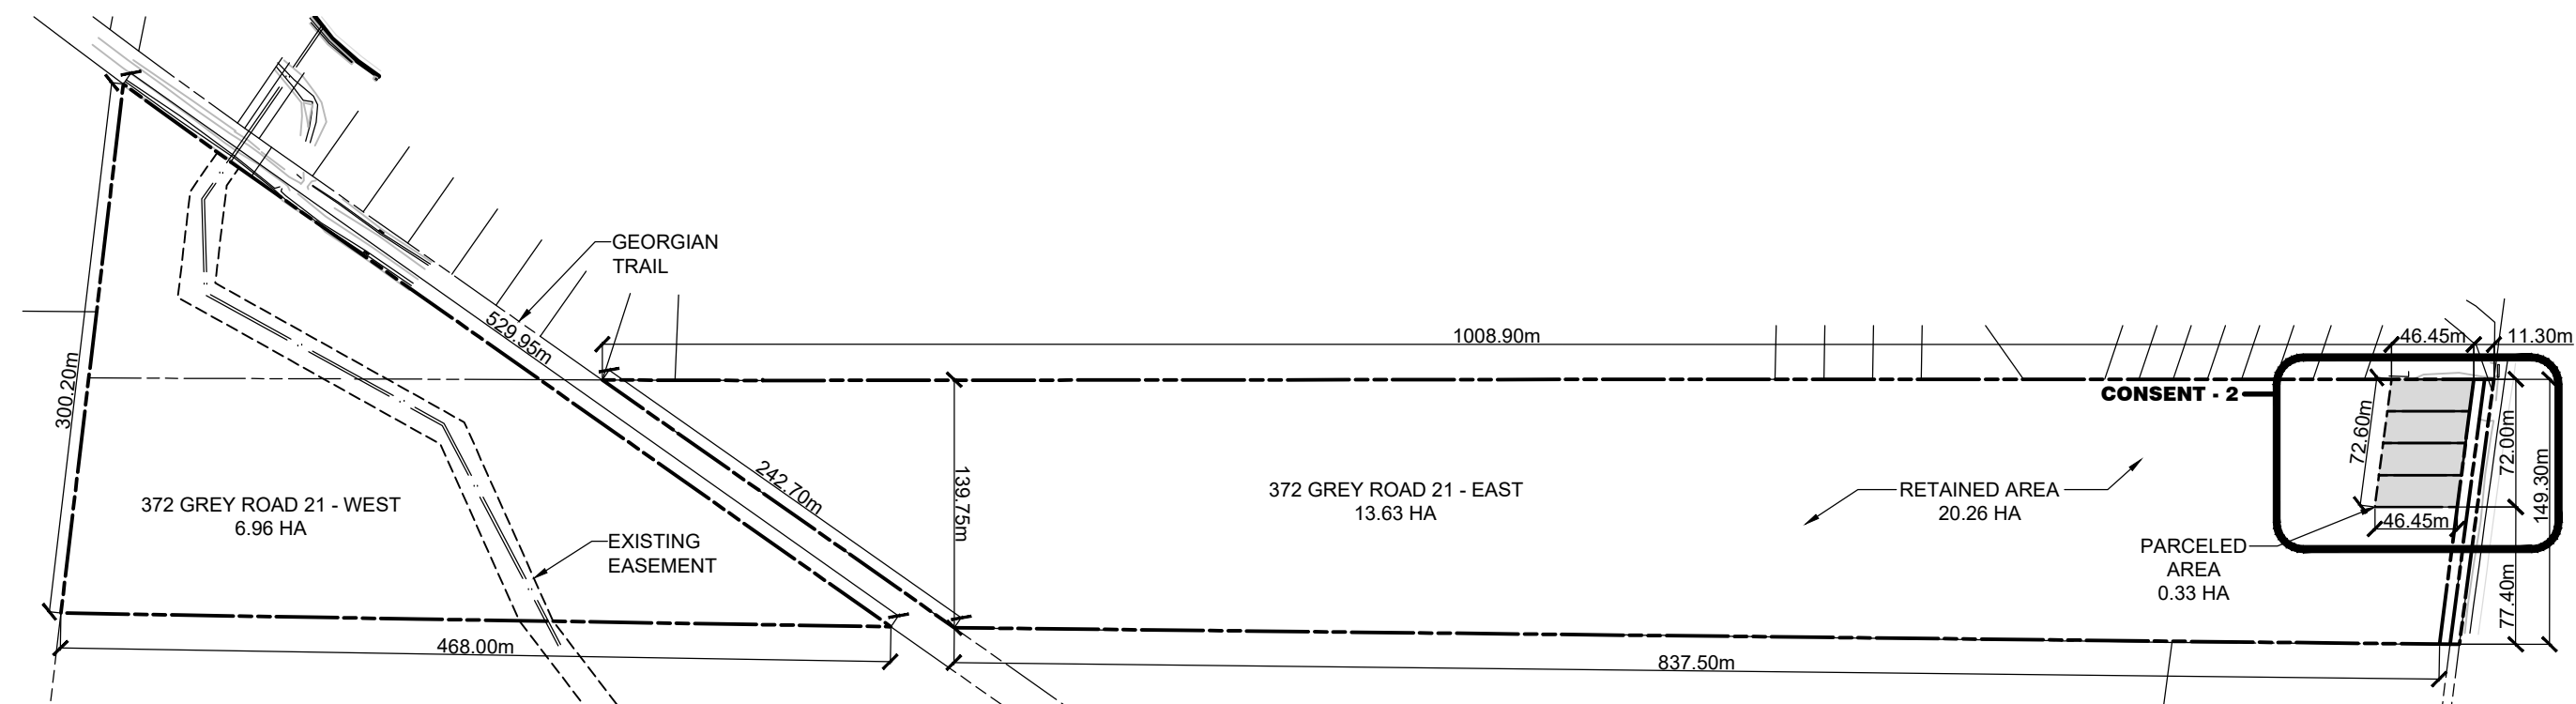 GEORGIAN
TRAIL
529.95m
1008.90m
46.45m
11.30m
300.20m
CONSENT - 2
72.60m
72.00m
149.30m
242.70m
139.75m
372 GREY ROAD 21 - WEST
6.96 HA
372 GREY ROAD 21 - EAST
13.63 HA
RETAINED AREA
20.26 HA
46.45m
EXISTING
EASEMENT
PARCELED
AREA
0.33 HA
77.40m
468.00m
837.50m